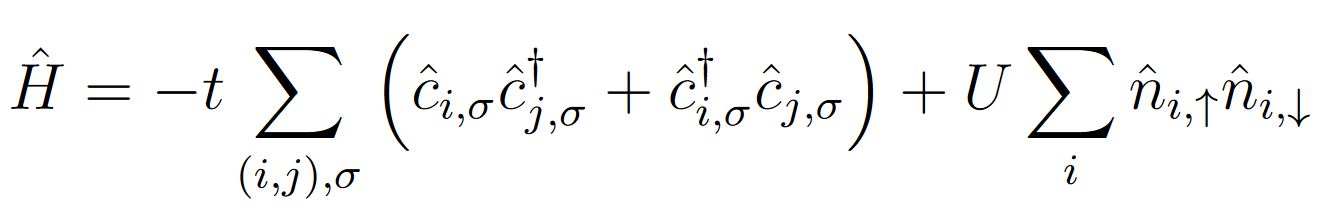 $$\hat{H} = -t \sum_{(i,j),\sigma} \left( \hat{c}_{i,\sigma} \hat{c}_{j,\sigma}^{\dagger} + \hat{c}_{i,\sigma}^{\dagger} \hat{c}_{j,\sigma} \right) + U \sum_{i} \hat{n}_{i,\uparrow} \hat{n}_{i,\downarrow}$$